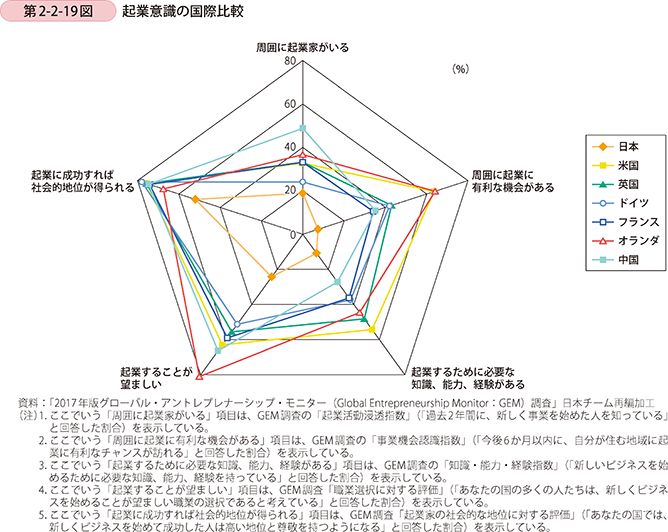 第2-2-19図 起業意識の国際比較
周囲に起業家がいる
(%)
80
60
40
20
0
周囲に起業に
有利な機会がある
起業するために必要な
知識、能力、経験がある
起業することが
望ましい
起業に成功すれば
社会的地位が得られる
日本
米国
英国
ドイツ
フランス
オランダ
中国
資料：「2017年版グローバル・アントレプレナーシップ・モニター（Global Entrepreneurship Monitor：GEM）調査」日本チーム再編加工
（注）1．ここでいう「周囲に起業家がいる」項目は、GEM調査の「起業活動浸透指数」（「過去2年間に、新しく事業を始めた人を知っている」
と回答した割合）を表示している。
2．ここでいう「周囲に起業に有利な機会がある」項目は、GEM調査の「事業機会認識指数」（「今後6か月以内に、自分が住む地域に起
業に有利なチャンスが訪れる」と回答した割合）を表示している。
3．ここでいう「起業するために必要な知識、能力、経験がある」項目は、GEM調査の「知識・能力・経験指数」（「新しいビジネスを始
めるために必要な知識、能力、経験を持っている」と回答した割合）を表示している。
4．ここでいう「起業することが望ましい」項目は、GEM調査「職業選択に対する評価」（「あなたの国の多くの人たちは、新しくビジネ
スを始めることが望ましい職業の選択であると考えている」と回答した割合）を表示している。
5．ここでいう「起業に成功すれば社会的地位が得られる」項目は、GEM調査「起業家の社会的な地位に対する評価」（「あなたの国では、
新しくビジネスを始めて成功した人は高い地位と尊敬を持つようになる」と回答した割合）を表示している。